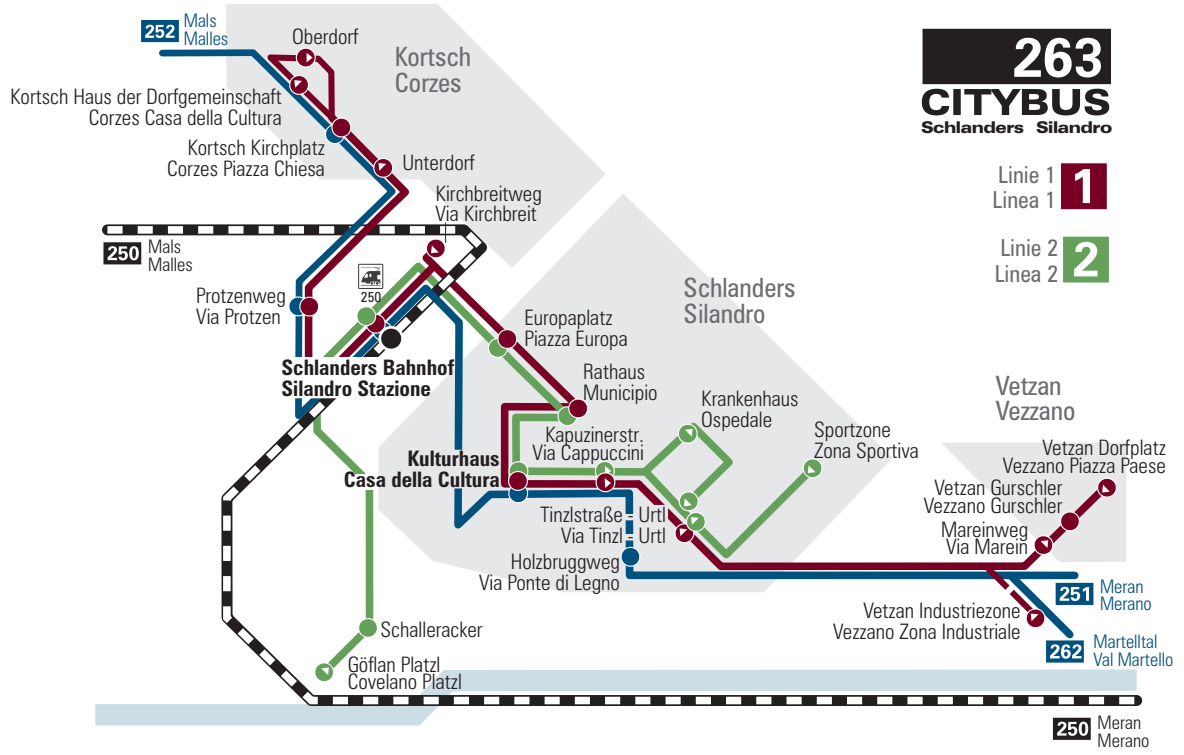 252
Mals
Malles
Oberdorf
Kortsch
Corzes
263
CITYBUS
Schlanders Silandro
Kortsch Haus der Dorfgemeinschaft
Corzes Casa della Cultura
Kortsch Kirchplatz
Corzes Piazza Chiesa
Unterdorf
Linie 1
Linea 1
1
Kirchbreitweg
Via Kirchbreit
250
Mals
Malles
Linie 2
Linea 2
2
250
Protzenweg
Via Protzen
Schlanders
Silandro
Europaplatz
Piazza Europa
Schlanders Bahnhof
Silandro Stazione
Rathaus
Municipio
Krankenhaus
Ospedale
Vetzan
Vezzano
Kapuzinerstr.
Via Cappuccini
Sportzone
Zona Sportiva
Kulturhaus
Casa della Cultura
Vetzan Dorfplatz
Vezzano Piazza Paese
Vetzan Gurschler
Vezzano Gurschler
Tinzlstraße - Urtl
Via Tinzl - Urtl
Mareinweg
Via Marein
Holzbruggweg
Via Ponte di Legno
251
Meran
Merano
Vetzan Industriezone
Vezzano Zona Industriale
262
Martelltal
Val Martello
Schalleracker
Göflan Platzl
Covelano Platzl
250
Meran
Merano